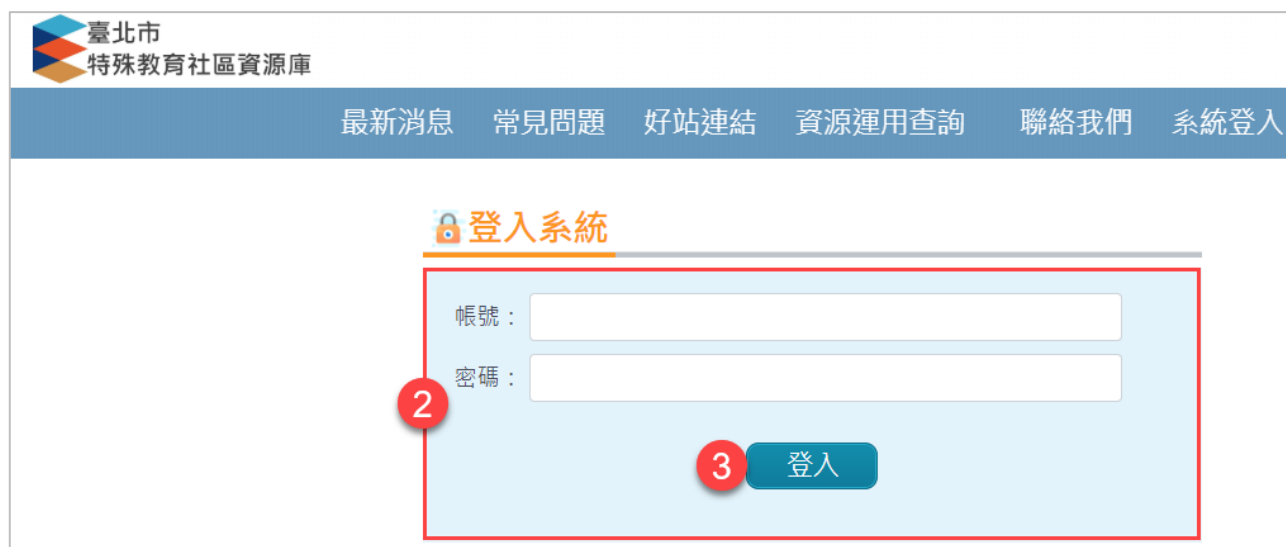 臺北市
特殊教育社區資源庫
最新消息 常見問題 好站連結 資源運用查詢 聯絡我們 系統登入
登入系統
帳號：
密碼：
2
3 登入